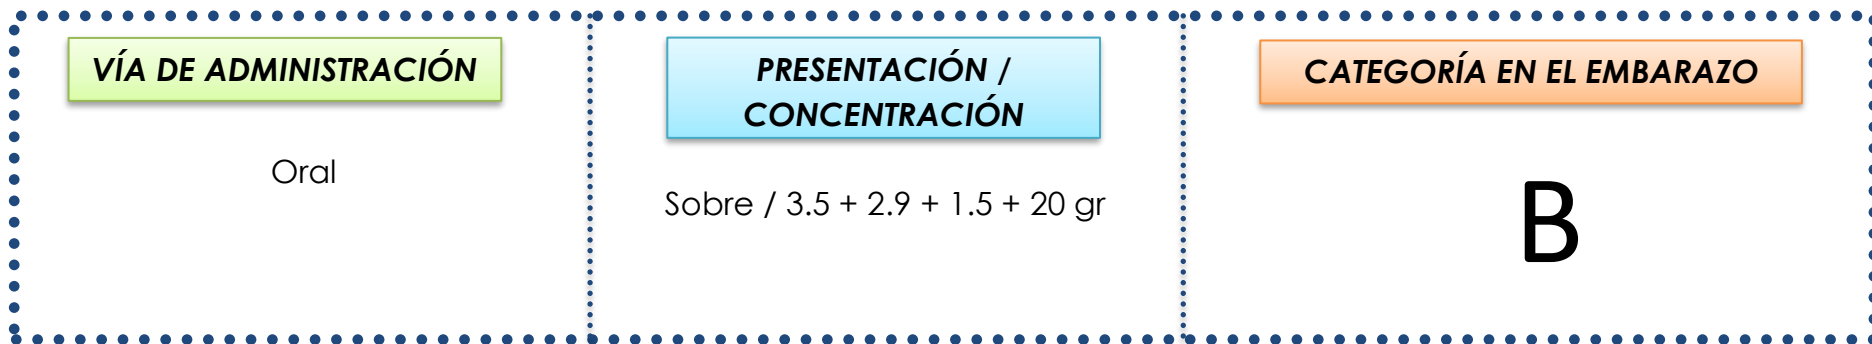 VÍA DE ADMINISTRACIÓN
Oral
PRESENTACIÓN /
CONCENTRACIÓN
Sobre / 3.5 + 2.9 + 1.5 + 20 gr
CATEGORÍA EN EL EMBARAZO
B